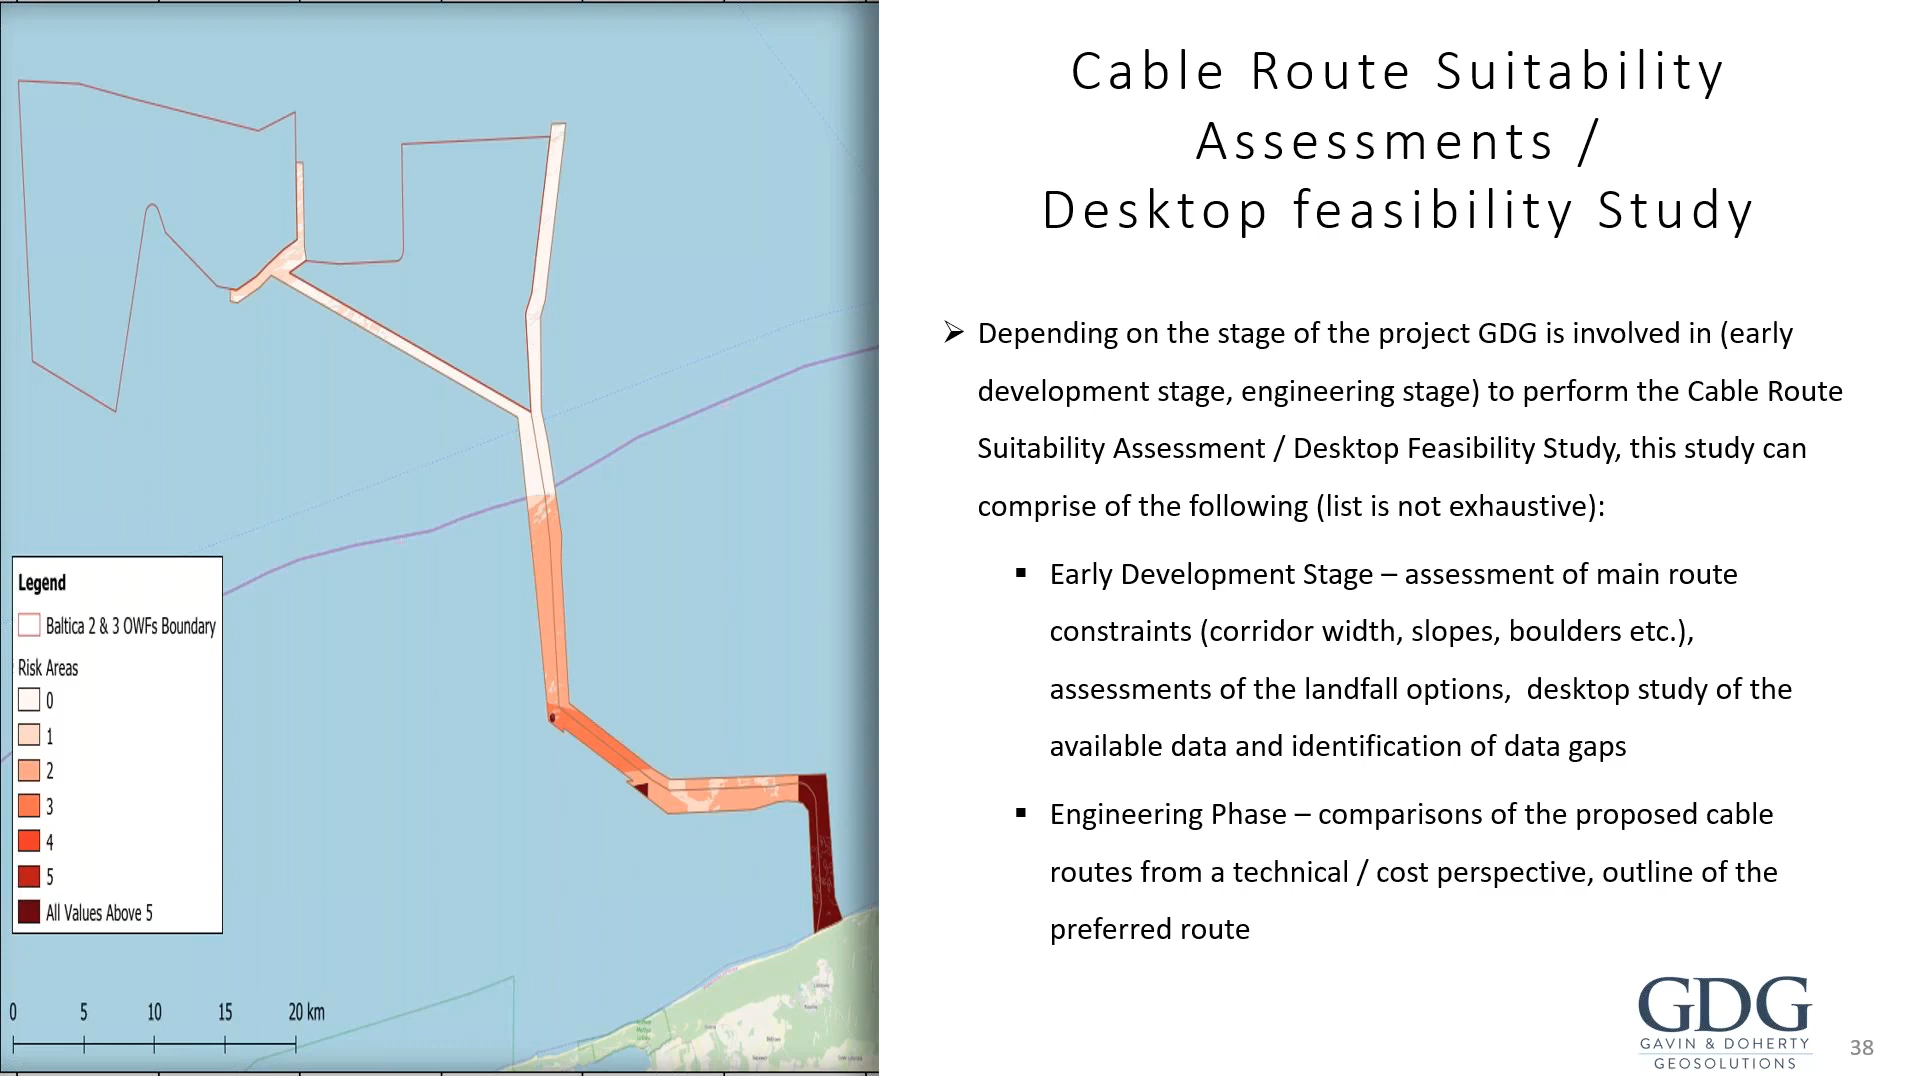 Cable Route Suitability
Assessments /
Desktop feasibility Study
➢ Depending on the stage of the project GDG is involved in (early
development stage, engineering stage) to perform the Cable Route
Suitability Assessment / Desktop Feasibility Study, this study can
comprise of the following (list is not exhaustive):
▪ Early Development Stage – assessment of main route
constraints (corridor width, slopes, boulders etc.),
assessments of the landfall options,  desktop study of the
available data and identification of data gaps
▪ Engineering Phase – comparisons of the proposed cable
routes from a technical / cost perspective, outline of the
preferred route
Legend
Baltica 2 & 3 OWFs Boundary
Risk Areas
0
1
2
3
4
5
All Values Above 5
0 5 10 15 20 km
GDG
GAVIN & DOHERTY
GEOSOLUTIONS
38